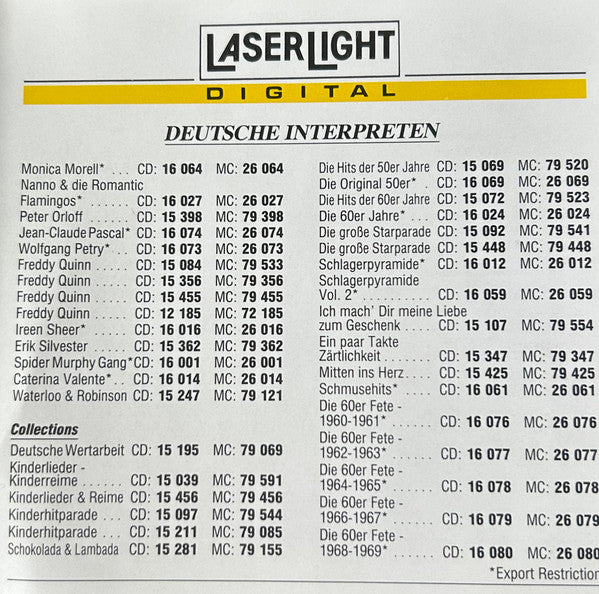 LASERLIGHT
DIGITAL
DEUTSCHE INTERPRETEN
Monica Morell* . . . CD: 16 064 MC: 26 064
Nanno & die Romantic
Flamingos* . . . . . . CD: 16 027 MC: 26 027
Peter Orloff . . . . . . CD: 15 398 MC: 79 398
Jean-Claude Pascal* CD: 16 074 MC: 26 074
Wolfgang Petry* . . CD: 16 073 MC: 26 073
Freddy Quinn . . . . . CD: 15 084 MC: 79 533
Freddy Quinn . . . . . CD: 15 356 MC: 79 356
Freddy Quinn . . . . . CD: 15 455 MC: 79 455
Freddy Quinn . . . . . CD: 12 185 MC: 72 185
Ireen Sheer* . . . . . CD: 16 016 MC: 26 016
Erik Silvester . . . . . CD: 15 362 MC: 79 362
Spider Murphy Gang* CD: 16 001 MC: 26 001
Caterina Valente* . . CD: 16 014 MC: 26 014
Waterloo & Robinson CD: 15 247 MC: 79 121
Collections
Deutsche Wertarbeit CD: 15 195 MC: 79 069
Kinderlieder -
Kinderreime . . . . . . CD: 15 039 MC: 79 591
Kinderlieder & Reime CD: 15 456 MC: 79 456
Kinderhitparade . . . . CD: 15 097 MC: 79 544
Kinderhitparade . . . . CD: 15 211 MC: 79 085
Schokolada & Lambada CD: 15 281 MC: 79 155
Die Hits der 50er Jahre CD: 15 069 MC: 79 520
Die Original 50er* . CD: 16 069 MC: 26 069
Die Hits der 60er Jahre CD: 15 072 MC: 79 523
Die 60er Jahre* . . . CD: 16 024 MC: 26 024
Die große Starparade CD: 15 092 MC: 79 541
Die große Starparade CD: 15 448 MC: 79 448
Schlagerpyramide* CD: 16 012 MC: 26 012
Schlagerpyramide
Vol. 2* . . . . . . . . . . CD: 16 059 MC: 26 059
Ich mach' Dir meine Liebe
zum Geschenk . . . . CD: 15 107 MC: 79 554
Ein paar Takte
Zärtlichkeit . . . . . . . CD: 15 347 MC: 79 347
Mitten ins Herz . . . . CD: 15 425 MC: 79 425
Schmusehits* . . . . . CD: 16 061 MC: 26 061
Die 60er Fete -
1960-1961* . . . . . . CD: 16 076 MC: 26 076
Die 60er Fete -
1962-1963* . . . . . . CD: 16 077 MC: 26 077
Die 60er Fete -
1964-1965* . . . . . . CD: 16 078 MC: 26 078
Die 60er Fete -
1966-1967* . . . . . . CD: 16 079 MC: 26 079
Die 60er Fete -
1968-1969* . . . . . . CD: 16 080 MC: 26 080
*Export Restriction